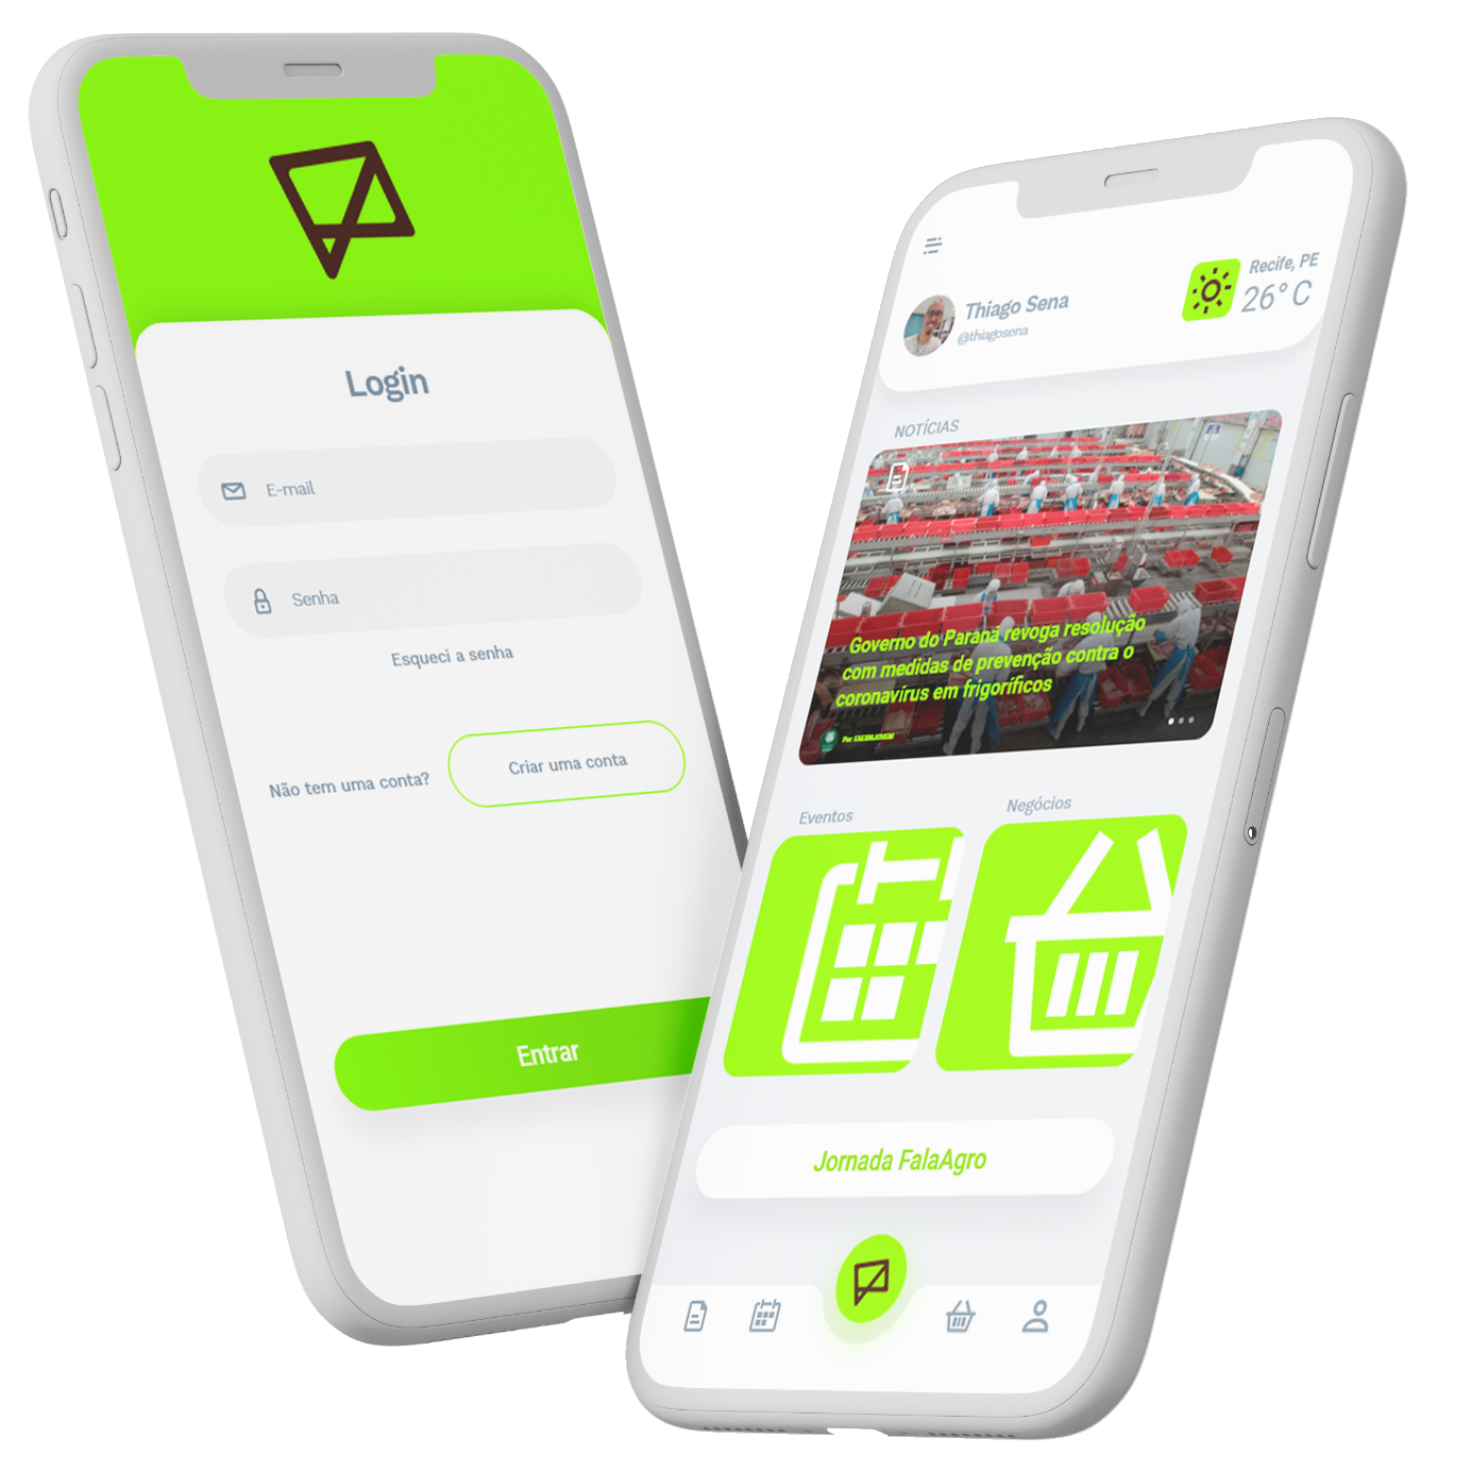 Login
E-mail
Senha
Esqueci a senha
Não tem uma conta?
Criar uma conta
Entrar
Recife, PE
26° C
Thiago Sena
@thiagosena
NOTÍCIAS
Governo do Paraná revoga resolução
com medidas de prevenção contra o
coronavírus em frigoríficos
Por
Eventos
Negócios
Jornada FalaAgro